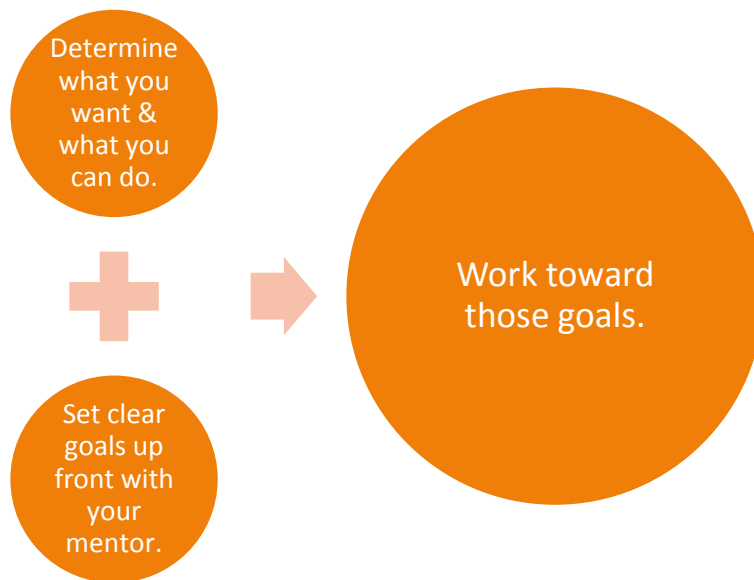 Determine
what you
want &
what you
can do.
Set clear
goals up
front with
your
mentor.
Work toward
those goals.